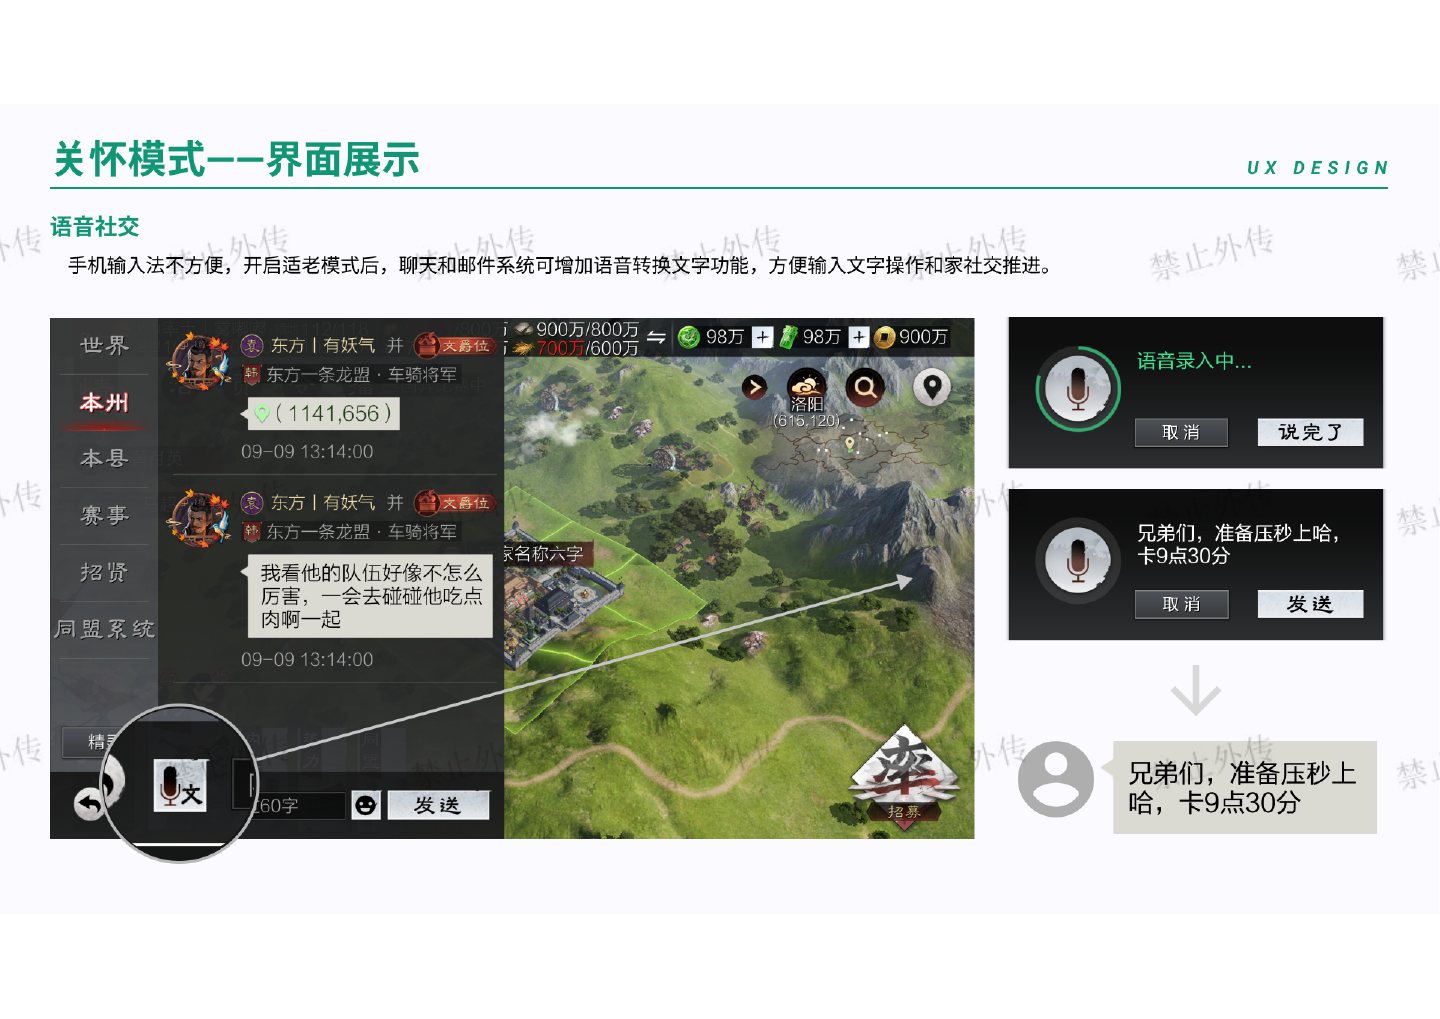 关怀模式——界面展示
UX DESIGN
语音社交
手机输入法不方便，开启适老模式后，聊天和邮件系统可增加语音转换文字功能，方便输入文字操作和家社交推进。
禁止外传
世界
本州
本县
赛事
招贤
同盟系统
袁 东方丨有妖气 并 文爵位
韩 东方一条龙盟·车骑将军
（1141,656）
09-09 13:14:00
袁 东方丨有妖气 并 文爵位
韩 东方一条龙盟·车骑将军
我看他的队伍好像不怎么
厉害，一会去碰碰他吃点
肉啊一起
09-09 13:14:00
文
60字
发送
900万/800万
700万/600万
98万
98万
900万
洛阳
(615,120)
家名称六字
率
招募
语音录入中...
取消
说完了
兄弟们，准备压秒上哈，
卡9点30分
取消
发送
兄弟们，准备压秒上
哈，卡9点30分